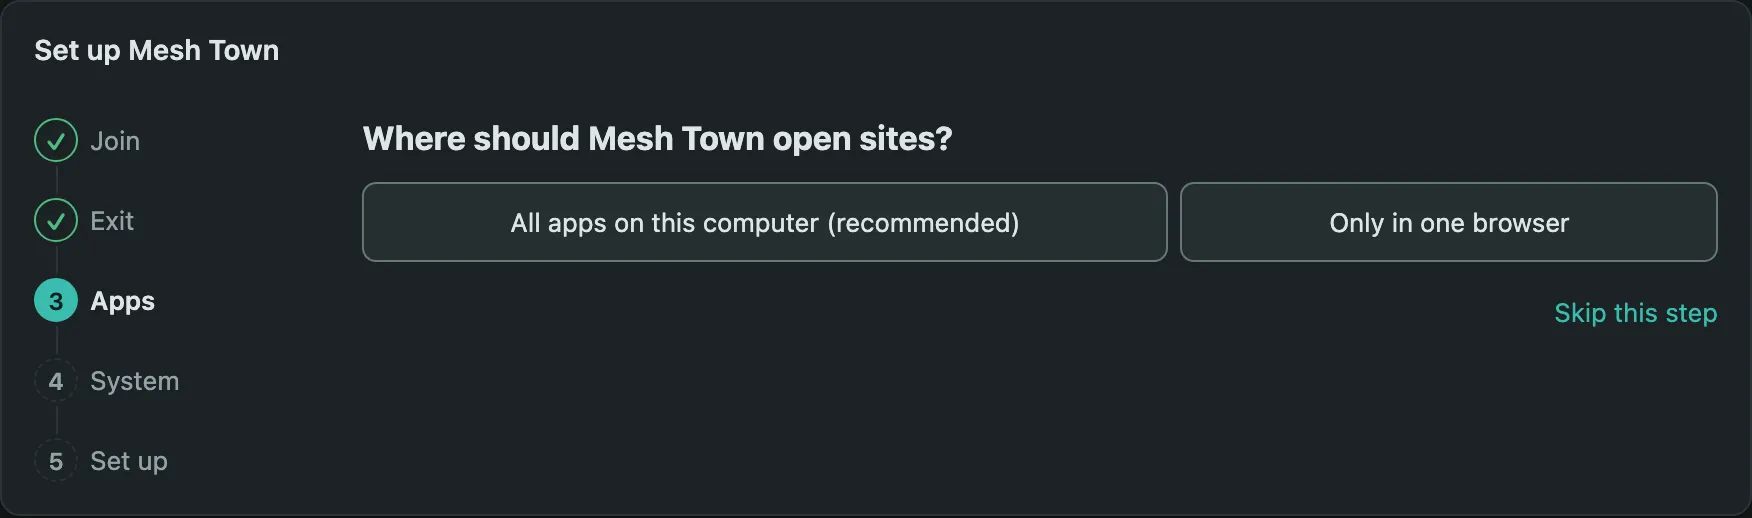 Set up Mesh Town
Join
Exit
3 Apps
4 System
5 Set up
Where should Mesh Town open sites?
All apps on this computer (recommended)
Only in one browser
Skip this step